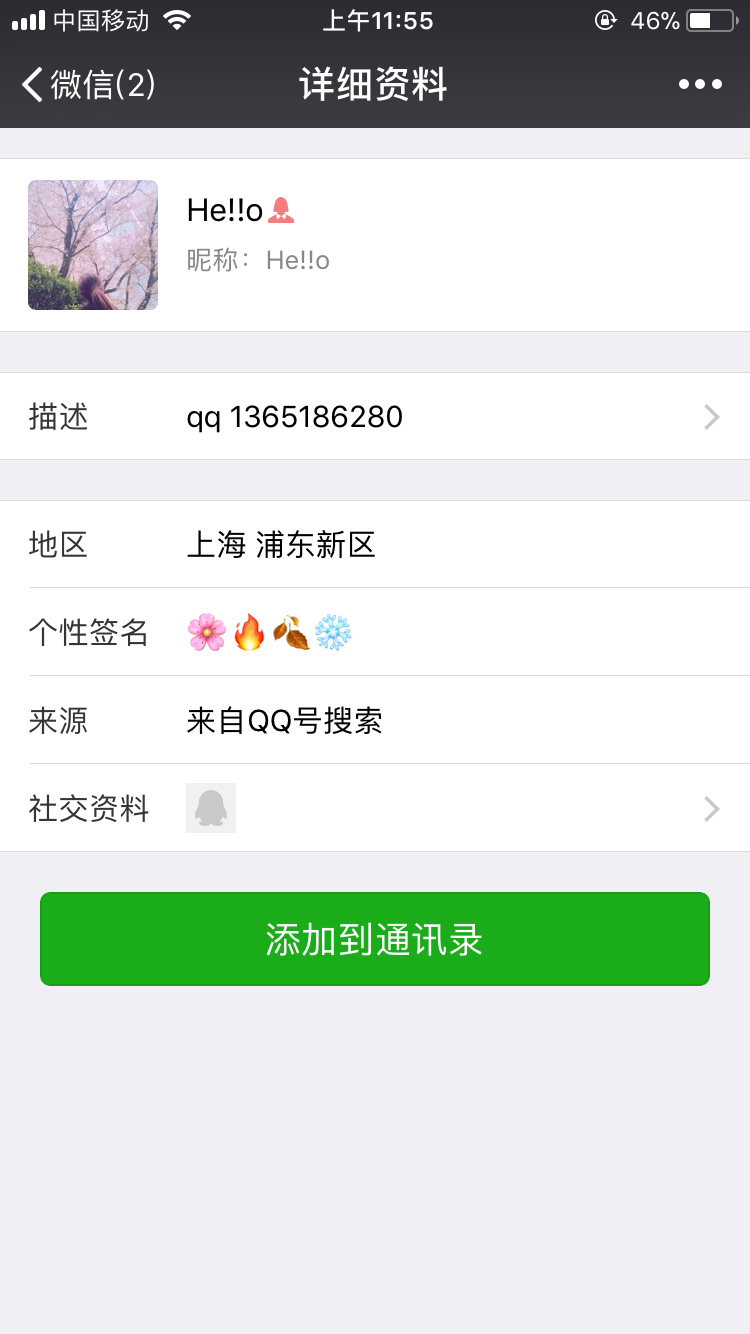 中国移动 上午11:55 46%
微信(2) 详细资料
He!!o
昵称：He!!o
描述 qq 1365186280
地区 上海 浦东新区
个性签名 🌸🔥🍂❄️
来源 来自QQ号搜索
社交资料
添加到通讯录